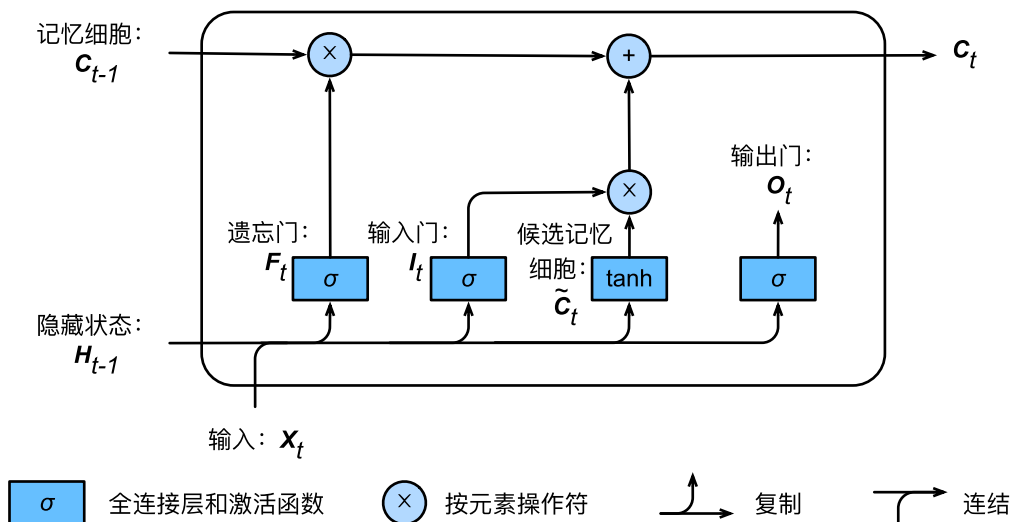 记忆细胞：
C_{t-1}
×
+
C_t
输出门：
O_t
×
遗忘门：
F_t
输入门：
I_t
候选记忆
细胞：
C̃_t
σ
σ
tanh
σ
隐藏状态：
H_{t-1}
输入：X_t
σ 全连接层和激活函数
× 按元素操作符
复制
连结